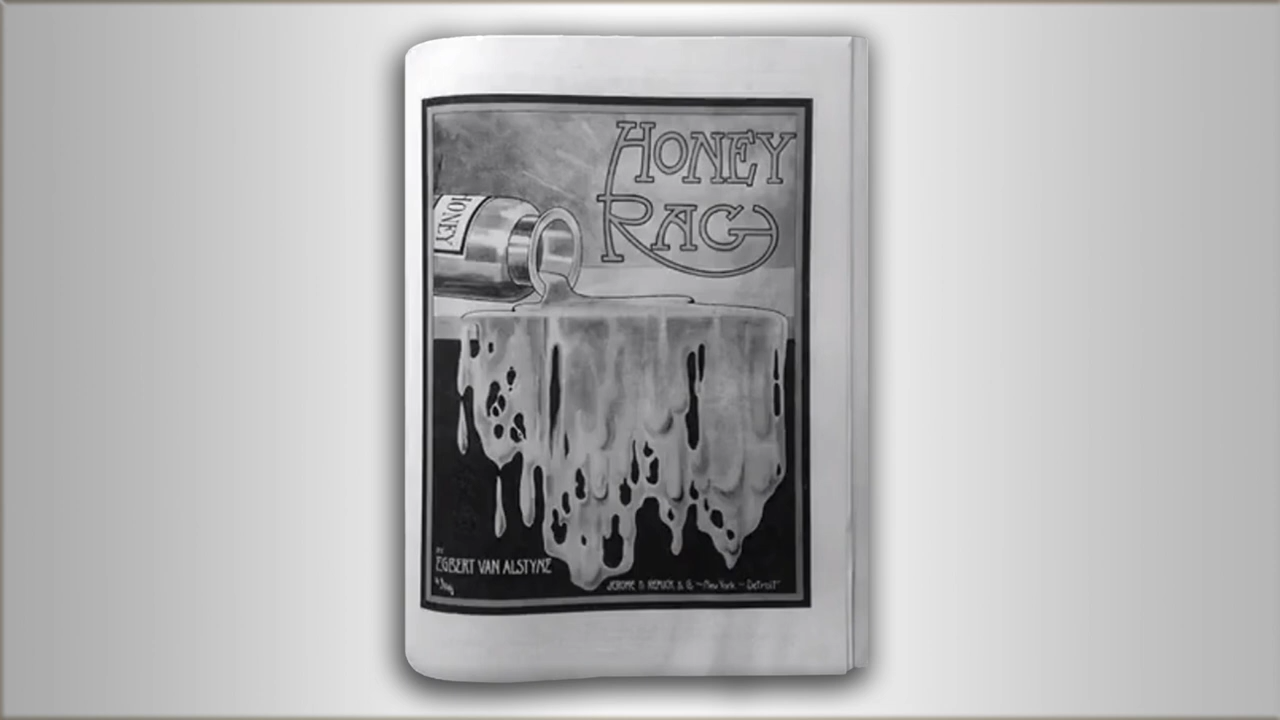 HONEY
RAG
HONEY
BY
EGBERT VAN ALSTYNE
JEROME H. REMICK & Co ~ New York ~ Detroit